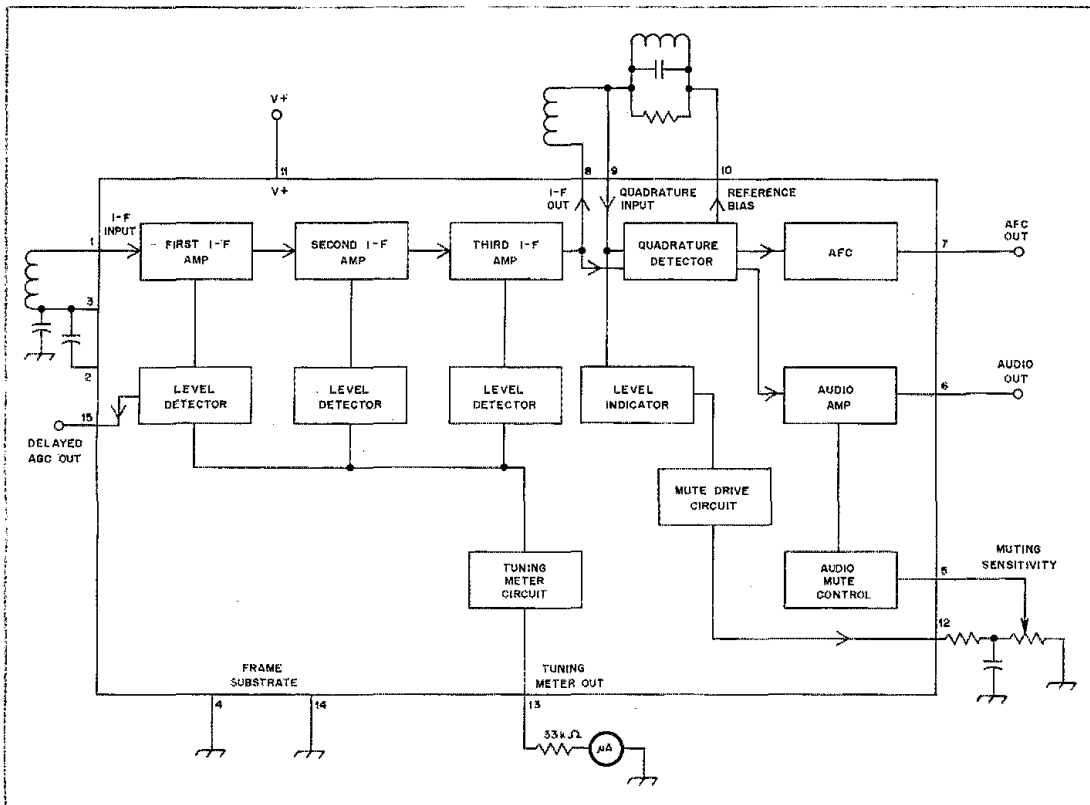 V+
11
V+
8
9
10
I-F
OUT
QUADRATURE
INPUT
REFERENCE
BIAS
1
I-F
INPUT
FIRST I-F
AMP
SECOND I-F
AMP
THIRD I-F
AMP
QUADRATURE
DETECTOR
AFC
7
AFC
OUT
3
2
15
DELAYED
AGC OUT
LEVEL
DETECTOR
LEVEL
DETECTOR
LEVEL
DETECTOR
LEVEL
INDICATOR
AUDIO
AMP
6
AUDIO
OUT
MUTE DRIVE
CIRCUIT
TUNING
METER
CIRCUIT
AUDIO
MUTE
CONTROL
5
MUTING
SENSITIVITY
12
FRAME
SUBSTRATE
TUNING
METER OUT
4
14
13
33k Ω
μA